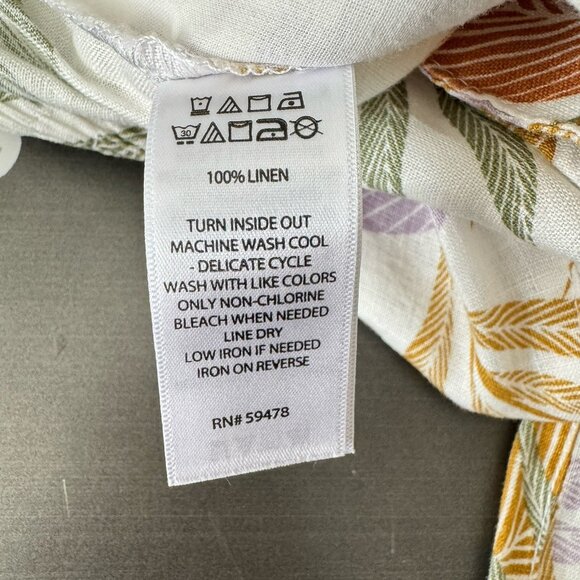 30
100% LINEN
TURN INSIDE OUT
MACHINE WASH COOL
- DELICATE CYCLE
WASH WITH LIKE COLORS
ONLY NON-CHLORINE
BLEACH WHEN NEEDED
LINE DRY
LOW IRON IF NEEDED
IRON ON REVERSE
RN# 59478